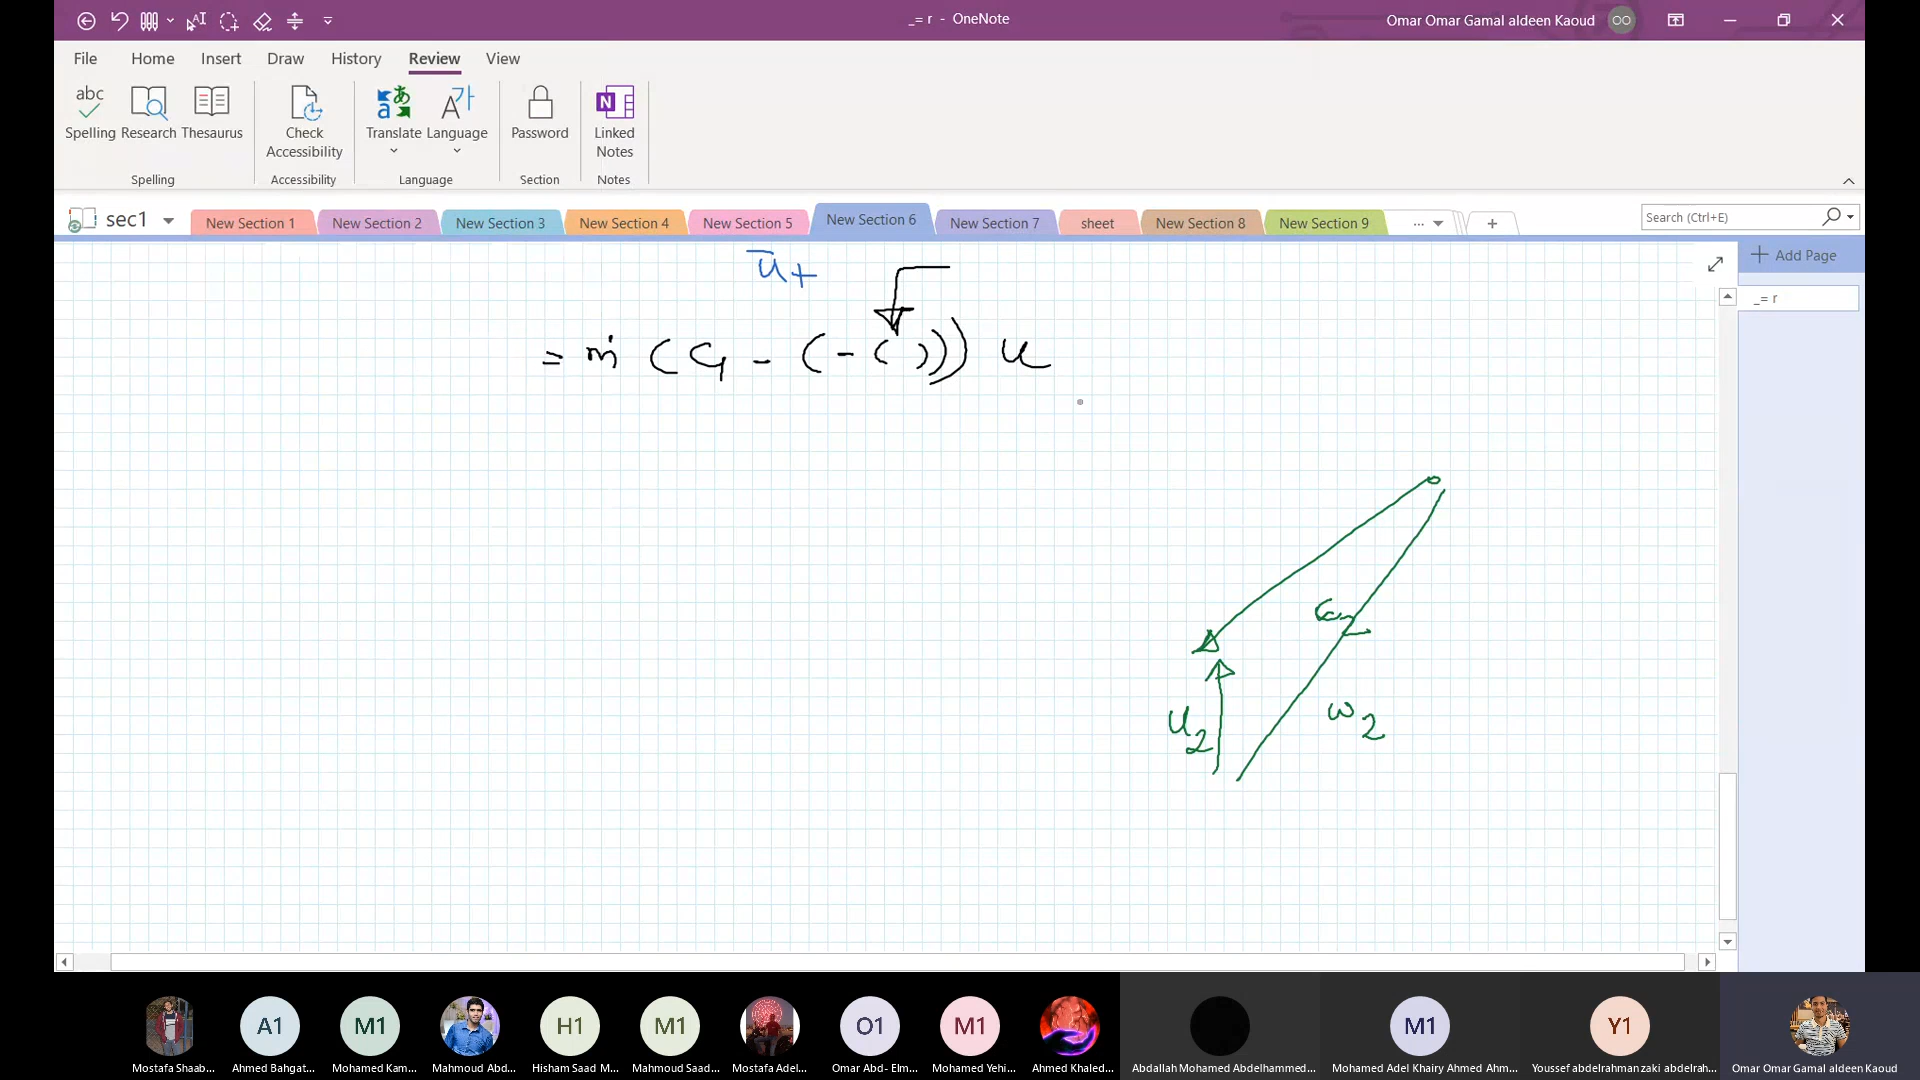 _= r - OneNote
Omar Omar Gamal aldeen Kaoud OO
File Home Insert Draw History Review View
abc
Spelling Research Thesaurus Check Accessibility Translate Language Password Linked Notes
Spelling Accessibility Language Section Notes
sec1 New Section 1 New Section 2 New Section 3 New Section 4 New Section 5 New Section 6 New Section 7 sheet New Section 8 New Section 9 ... +
Search (Ctrl+E)
Add Page
_= r
u+
= ṁ (C₁ - (-( ))) u
C₂
u₂
w₂
A1 M1 H1 M1 O1 M1 M1 Y1
Mostafa Shaab... Ahmed Bahgat... Mohamed Kam... Mahmoud Abd... Hisham Saad M... Mahmoud Saad... Mostafa Adel... Omar Abd- Elm... Mohamed Yehi... Ahmed Khaled... Abdallah Mohamed Abdelhammed... Mohamed Adel Khairy Ahmed Ahm... Youssef abdelrahmanzaki abdelrah... Omar Omar Gamal aldeen Kaoud